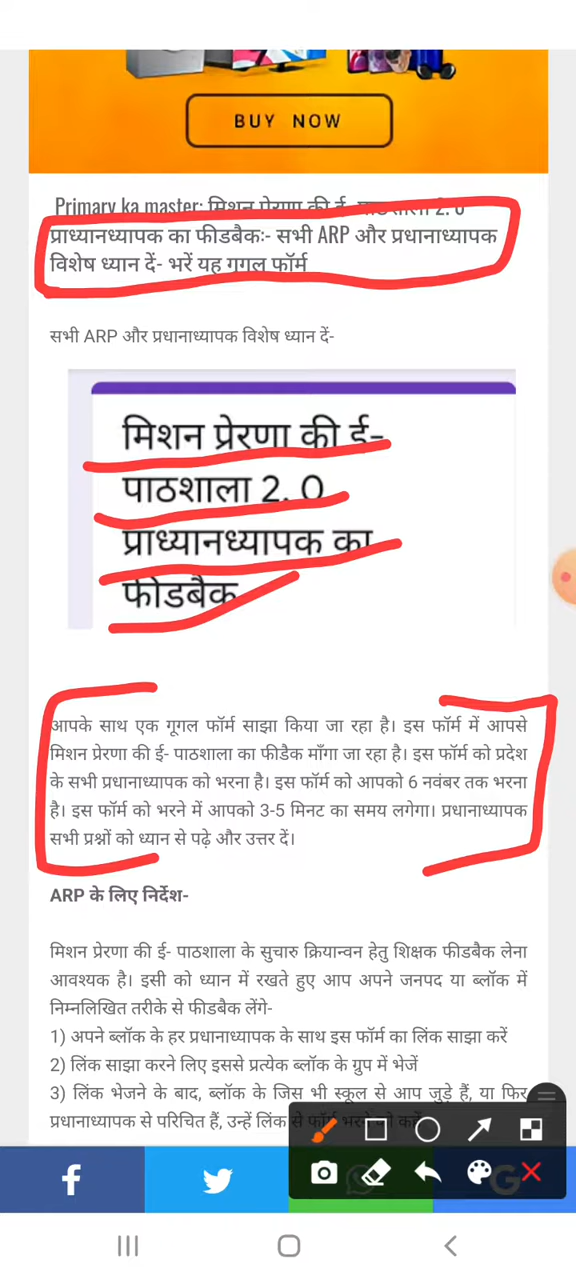 BUY NOW
Primary ka master: मिशन प्रेरणा की ई- पाठशाला 2. 0
प्राध्यानध्यापक का फीडबैकः- सभी ARP और प्रधानाध्यापक
विशेष ध्यान दें- भरें यह गूगल फॉर्म
सभी ARP और प्रधानाध्यापक विशेष ध्यान दें-
मिशन प्रेरणा की ई-
पाठशाला 2. 0
प्राध्यानध्यापक का
फीडबैक
आपके साथ एक गूगल फॉर्म साझा किया जा रहा है। इस फॉर्म में आपसे
मिशन प्रेरणा की ई- पाठशाला का फीडैक माँगा जा रहा है। इस फॉर्म को प्रदेश
के सभी प्रधानाध्यापक को भरना है। इस फॉर्म को आपको 6 नवंबर तक भरना
है। इस फॉर्म को भरने में आपको 3-5 मिनट का समय लगेगा। प्रधानाध्यापक
सभी प्रश्नों को ध्यान से पढ़े और उत्तर दें।
ARP के लिए निर्देश-
मिशन प्रेरणा की ई- पाठशाला के सुचारु क्रियान्वन हेतु शिक्षक फीडबैक लेना
आवश्यक है। इसी को ध्यान में रखते हुए आप अपने जनपद या ब्लॉक में
निम्नलिखित तरीके से फीडबैक लेंगे-
1) अपने ब्लॉक के हर प्रधानाध्यापक के साथ इस फॉर्म का लिंक साझा करें
2) लिंक साझा करने लिए इससे प्रत्येक ब्लॉक के ग्रुप में भेजें
3) लिंक भेजने के बाद, ब्लॉक के जिस भी स्कूल से आप जुड़े हैं, या फिर
प्रधानाध्यापक से परिचित हैं, उन्हें लिंक से फॉर्म भरने को कहें